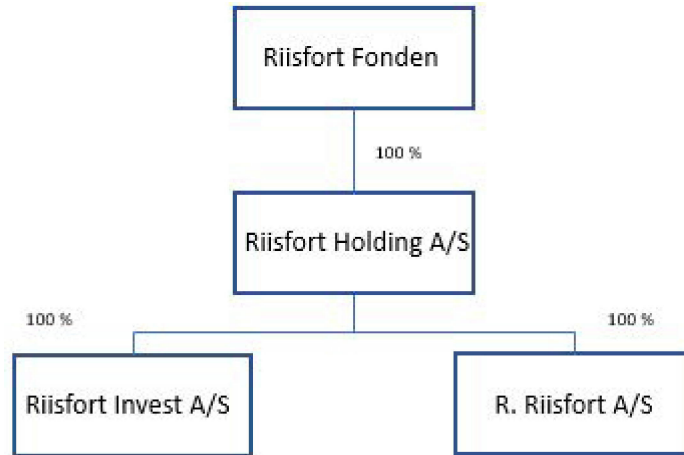 Riisfort Fonden
100 %
Riisfort Holding A/S
100 %
100 %
Riisfort Invest A/S
R. Riisfort A/S